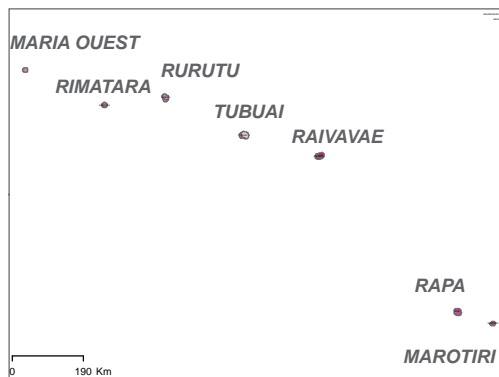 MARIA OUEST
RURUTU
RIMATARA
TUBUAI
RAIVAVAE
RAPA
MAROTIRI
0 190 Km